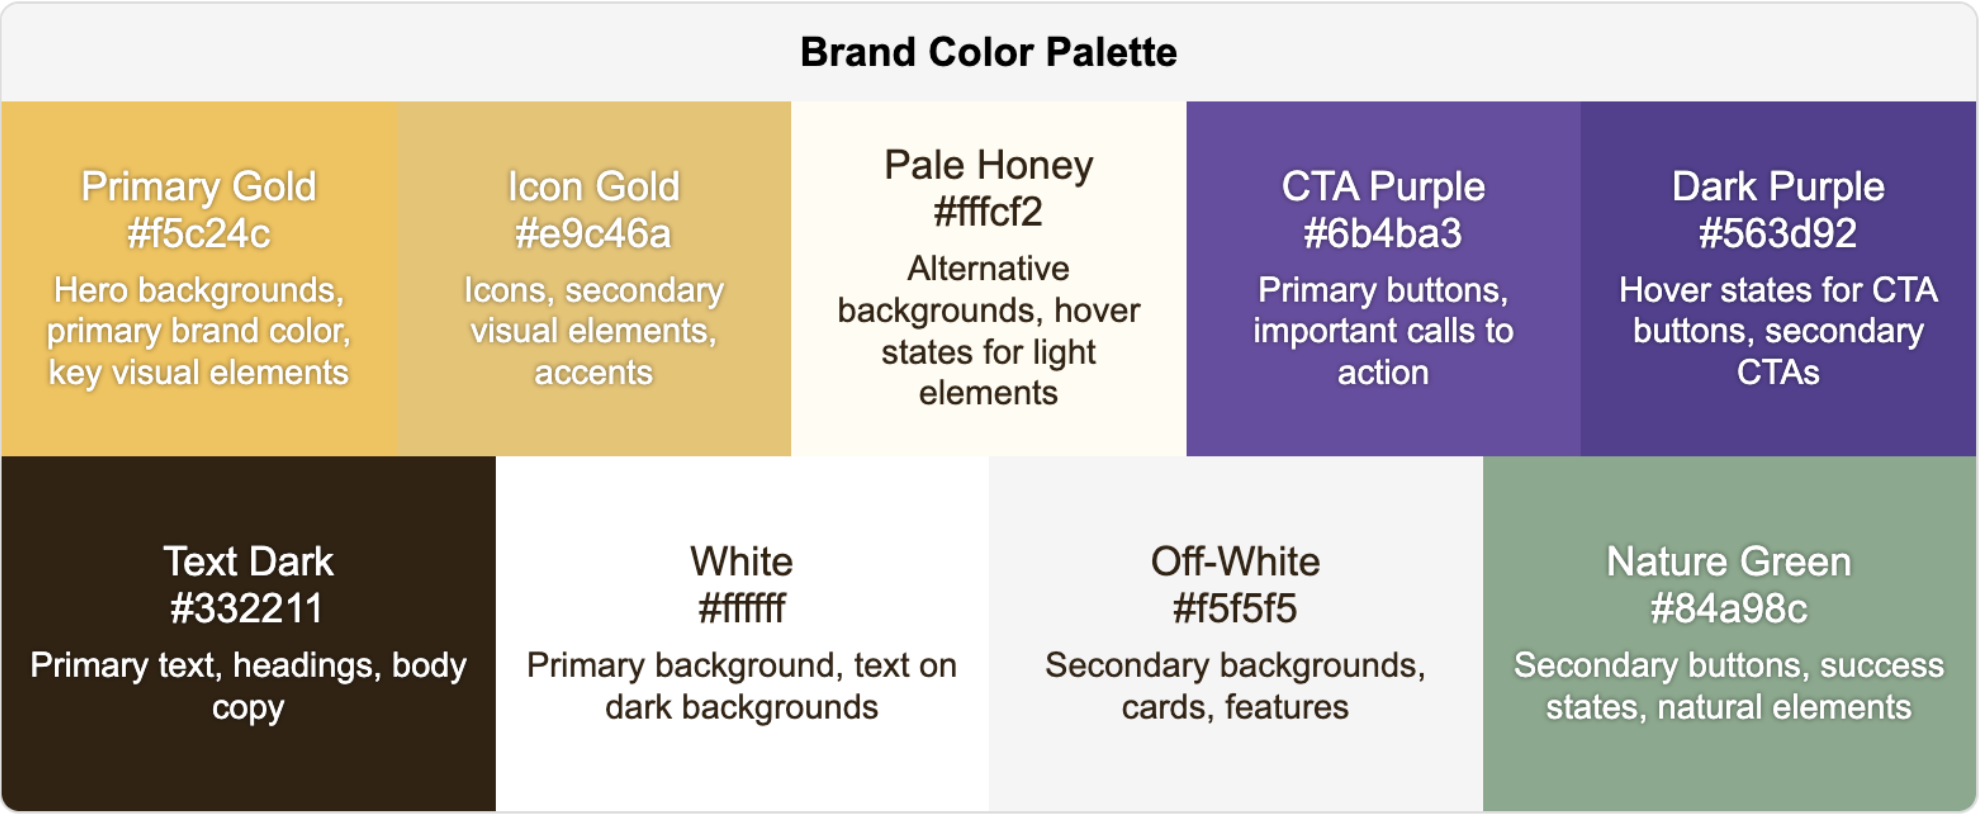 Brand Color Palette
Primary Gold
#f5c24c
Hero backgrounds,
primary brand color,
key visual elements
Icon Gold
#e9c46a
Icons, secondary
visual elements,
accents
Pale Honey
#fffcf2
Alternative
backgrounds, hover
states for light
elements
CTA Purple
#6b4ba3
Primary buttons,
important calls to
action
Dark Purple
#563d92
Hover states for CTA
buttons, secondary
CTAs
Text Dark
#332211
Primary text, headings, body
copy
White
#ffffff
Primary background, text on
dark backgrounds
Off-White
#f5f5f5
Secondary backgrounds,
cards, features
Nature Green
#84a98c
Secondary buttons, success
states, natural elements